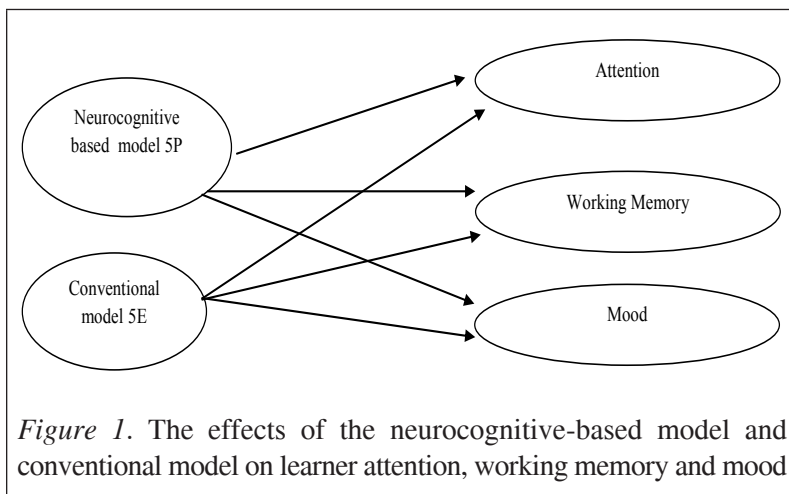 Attention
Neurocognitive
based model 5P
Working Memory
Conventional
model 5E
Mood
Figure 1. The effects of the neurocognitive-based model and
conventional model on learner attention, working memory and mood